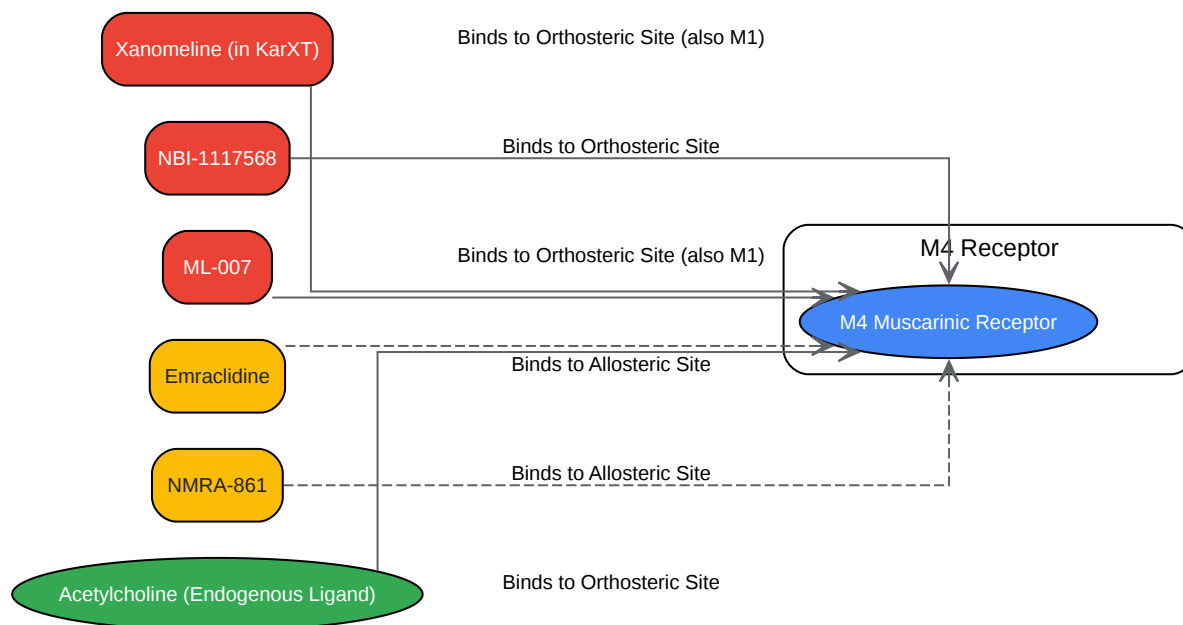 Xanomeline (in KarXT)
Binds to Orthosteric Site (also M1)
NBI-1117568
Binds to Orthosteric Site
ML-007
Binds to Orthosteric Site (also M1)
M4 Receptor
M4 Muscarinic Receptor
Emraclidine
Binds to Allosteric Site
NMRA-861
Binds to Allosteric Site
Acetylcholine (Endogenous Ligand)
Binds to Orthosteric Site